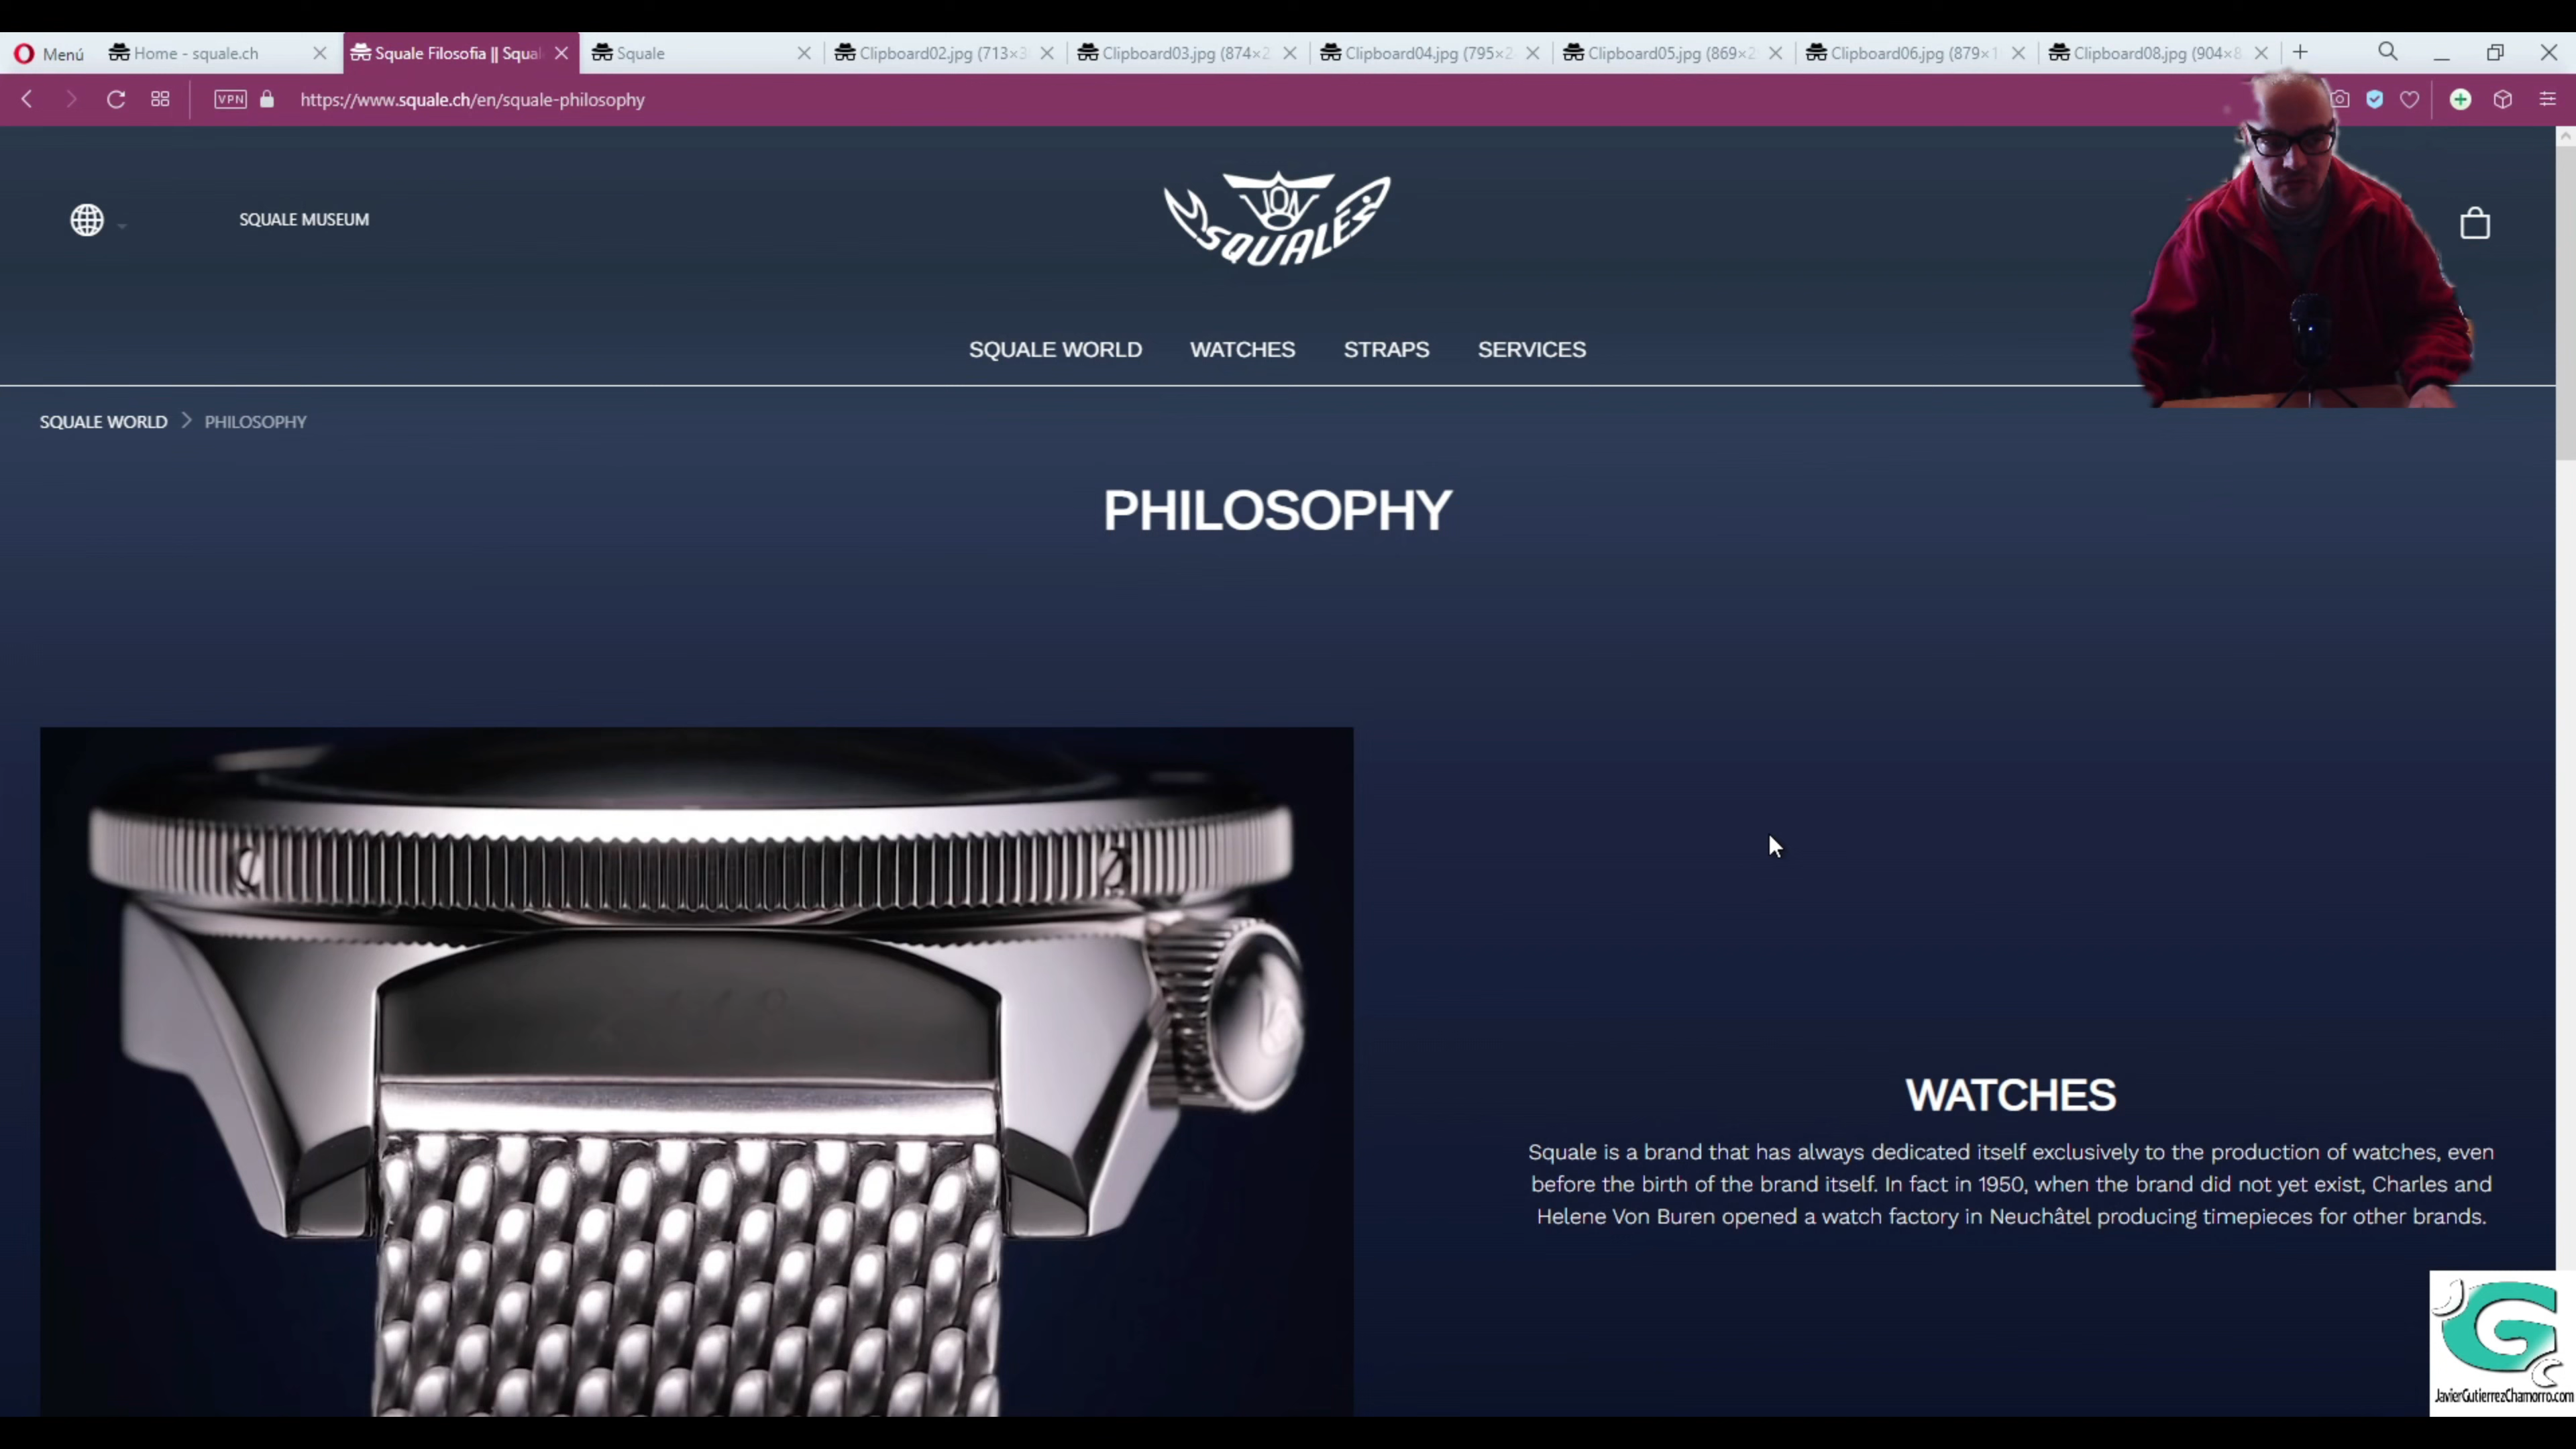 Menú
Home - squale.ch
Squale Filosofia || Squal
Squale
Clipboard02.jpg (713×3
Clipboard03.jpg (874×2
Clipboard04.jpg (795×2
Clipboard05.jpg (869×2
Clipboard06.jpg (879×1
Clipboard08.jpg (904×8
VPN
https://www.squale.ch/en/squale-philosophy
SQUALE MUSEUM
VON
SQUALES
SQUALE WORLD
WATCHES
STRAPS
SERVICES
SQUALE WORLD > PHILOSOPHY
PHILOSOPHY
WATCHES
Squale is a brand that has always dedicated itself exclusively to the production of watches, even
before the birth of the brand itself. In fact in 1950, when the brand did not yet exist, Charles and
Helene Von Buren opened a watch factory in Neuchâtel producing timepieces for other brands.
G
JavierGutierrezChamorro.com